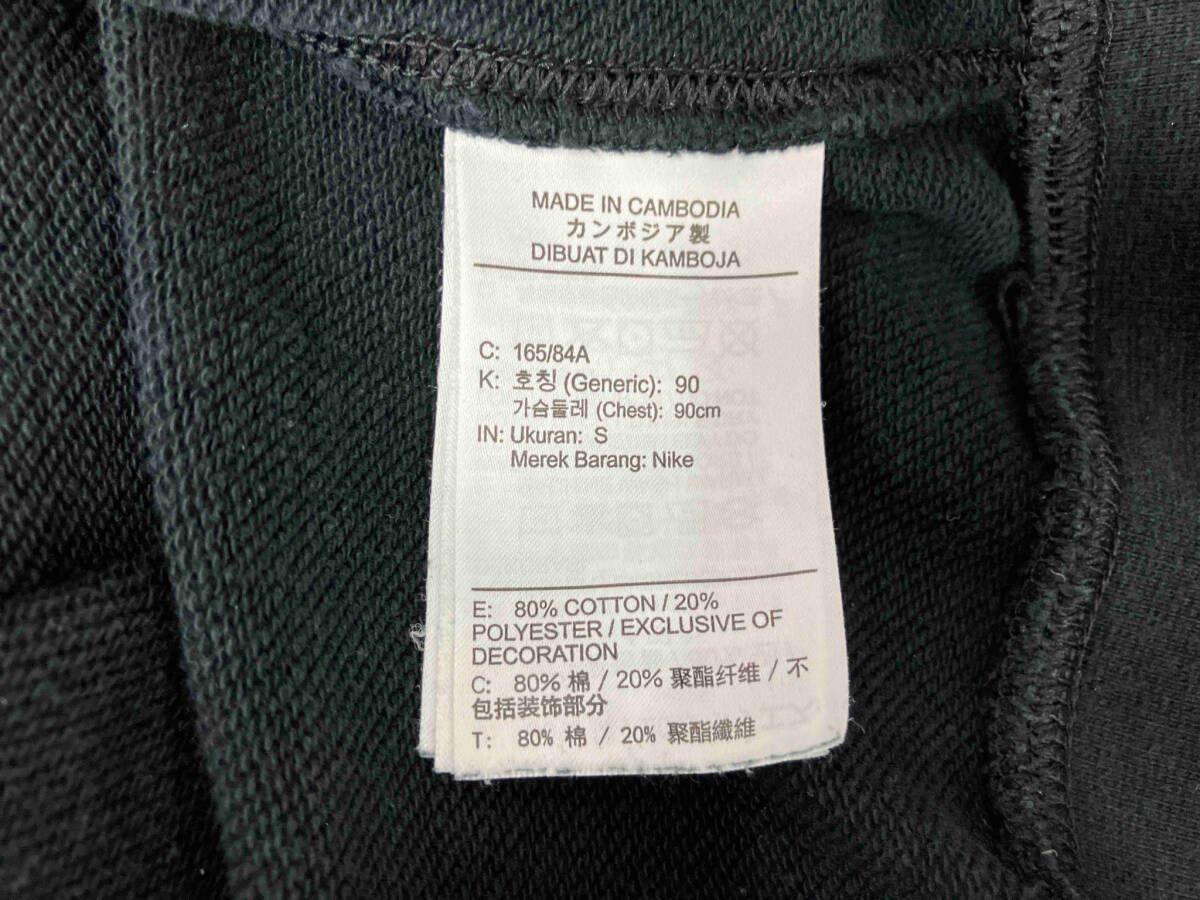 MADE IN CAMBODIA
カンボジア製
DIBUAT DI KAMBOJA
C: 165/84A
K: 호칭 (Generic): 90
가슴둘레 (Chest): 90cm
IN: Ukuran: S
Merek Barang: Nike
E: 80% COTTON / 20%
POLYESTER / EXCLUSIVE OF
DECORATION
C: 80% 棉 / 20% 聚酯纤维 / 不
包括装饰部分
T: 80% 棉 / 20% 聚酯纖維